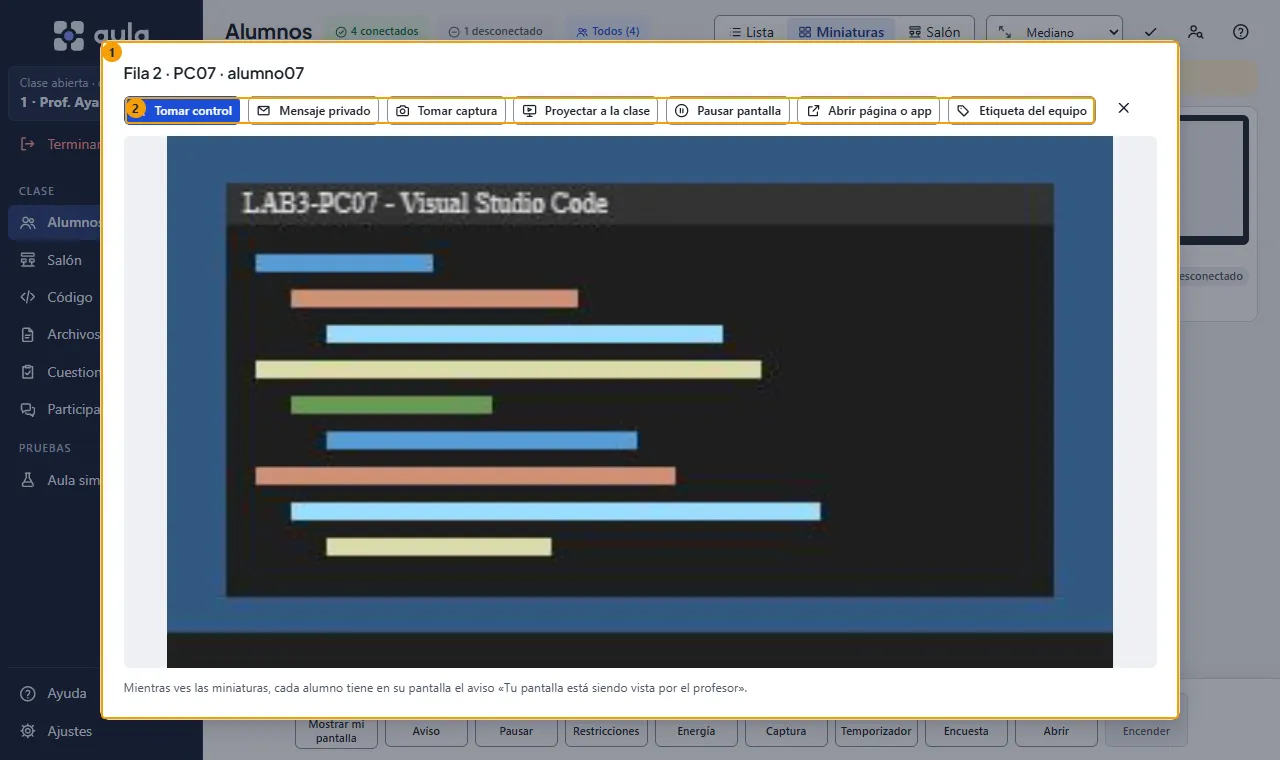 aula
Alumnos
4 conectados
1 desconectado
Todos (4)
Lista
Miniaturas
Salón
Mediano
1
Clase abierta ·
1 · Prof. Aya
Terminar
CLASE
Alumnos
Salón
Código
Archivos
Cuestion
Participa
PRUEBAS
Aula sim
Ayuda
Ajustes
Fila 2 · PC07 · alumno07
2
Tomar control
Mensaje privado
Tomar captura
Proyectar a la clase
Pausar pantalla
Abrir página o app
Etiqueta del equipo
LAB3-PC07 - Visual Studio Code
esconectado
Mientras ves las miniaturas, cada alumno tiene en su pantalla el aviso «Tu pantalla está siendo vista por el profesor».
Mostrar mi
pantalla
Aviso
Pausar
Restricciones
Energía
Captura
Temporizador
Encuesta
Abrir
Encender